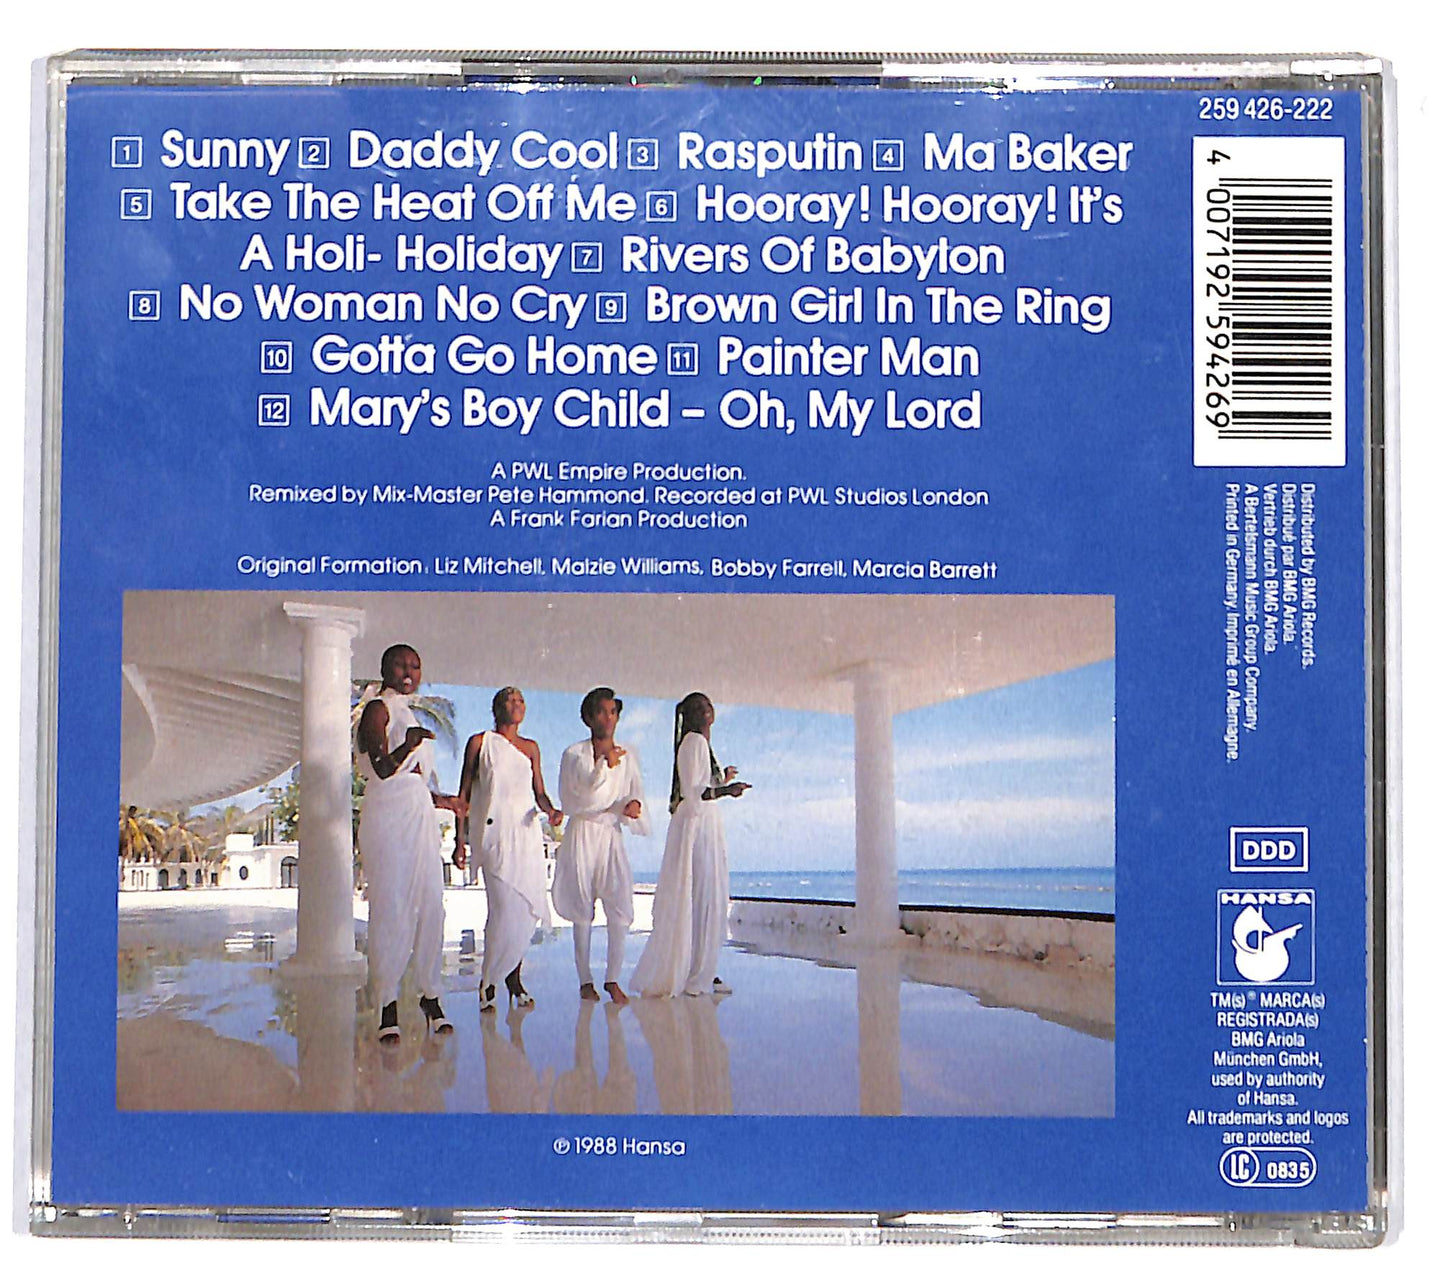 1 Sunny 2 Daddy Cool 3 Rasputin 4 Ma Baker
5 Take The Heat Off Me 6 Hooray! Hooray! It's
A Holi- Holiday 7 Rivers Of Babylon
8 No Woman No Cry 9 Brown Girl In The Ring
10 Gotta Go Home 11 Painter Man
12 Mary's Boy Child – Oh, My Lord
A PWL Empire Production.
Remixed by Mix-Master Pete Hammond. Recorded at PWL Studios London
A Frank Farian Production
Original Formation: Liz Mitchell, Maizie Williams, Bobby Farrell, Marcia Barrett
℗ 1988 Hansa
259 426-222
4 007192 594269
Distributed by BMG Records.
Distribué par BMG Ariola.
Vertrieb durch BMG Ariola.
A Bertelsmann Music Group Company.
Printed in Germany. Imprimé en Allemagne.
DDD
HANSA
TM(s) ® MARCA(s)
REGISTRADA(s)
BMG Ariola
München GmbH,
used by authority
of Hansa.
All trademarks and logos
are protected.
LC 0835